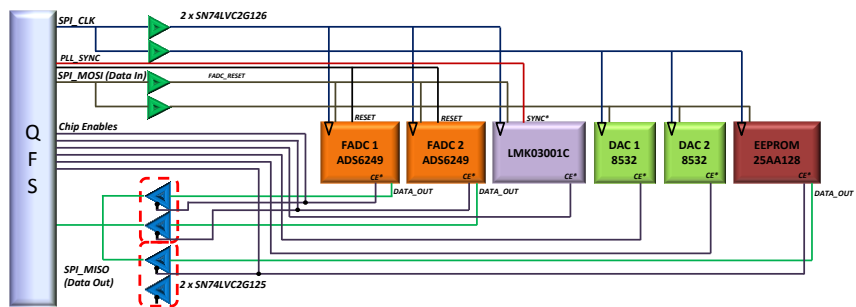 SPI_CLK
2 x SN74LVC2G126
PLL_SYNC
SPI_MOSI (Data In)
FADC_RESET
Q
F
S
Chip Enables
RESET
RESET
SYNC*
FADC 1
ADS6249
CE*
FADC 2
ADS6249
CE*
LMK03001C
CE*
DAC 1
8532
CE*
DAC 2
8532
CE*
EEPROM
25AA128
CE*
DATA_OUT
DATA_OUT
DATA_OUT
SPI_MISO
(Data Out)
2 x SN74LVC2G125